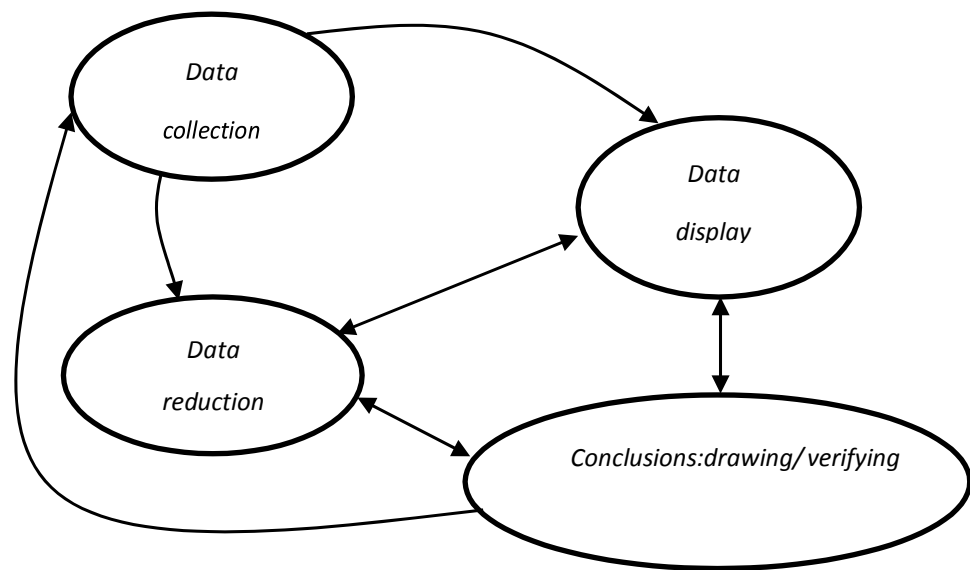 Data
collection
Data
display
Data
reduction
Conclusions:drawing/ verifying